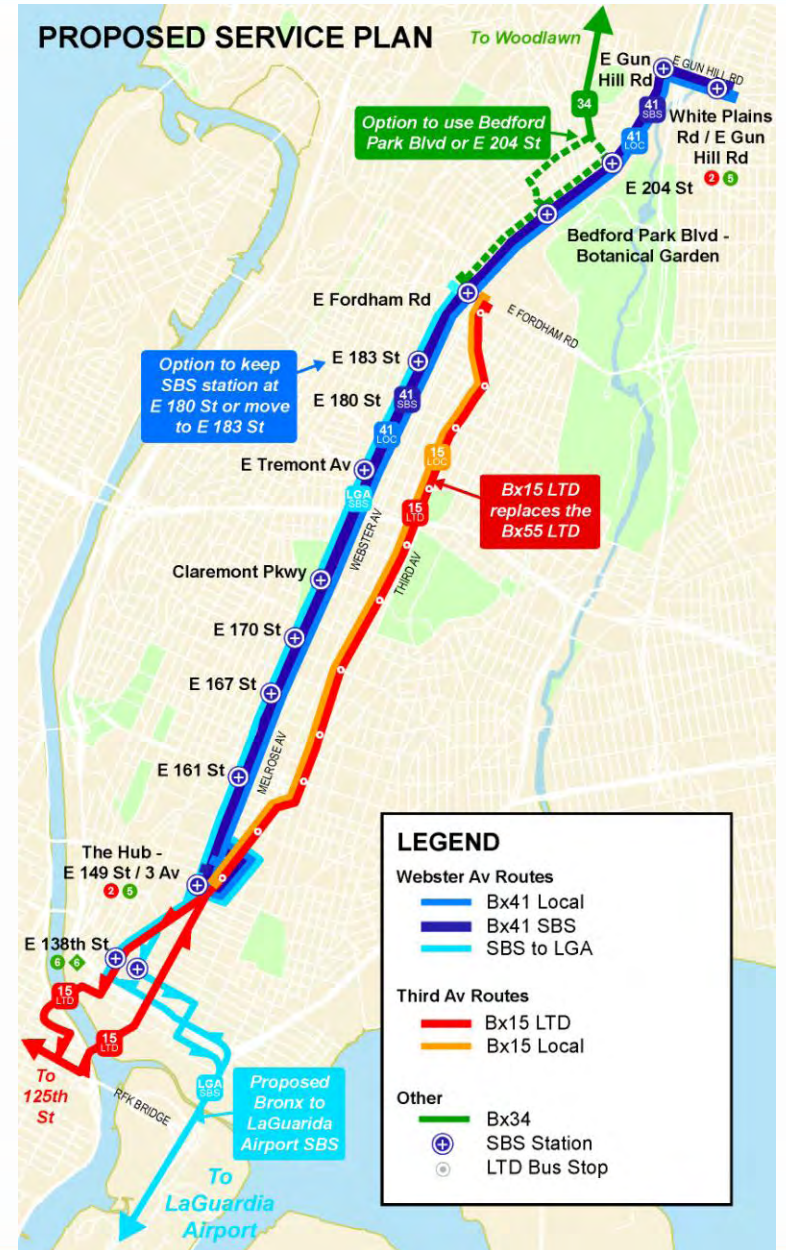 PROPOSED SERVICE PLAN
To Woodlawn
E Gun
Hill Rd
E GUN HILL RD
34
41
SBS
White Plains
Rd / E Gun
Hill Rd
2 5
Option to use Bedford
Park Blvd or E 204 St
41
LOC
E 204 St
Bedford Park Blvd -
Botanical Garden
E Fordham Rd
E FORDHAM RD
Option to keep
SBS station at
E 180 St or move
to E 183 St
E 183 St
E 180 St
41
SBS
41
LOC
15
LOC
E Tremont Av
LGA
SBS
WEBSTER AV
15
LTD
Bx15 LTD
replaces the
Bx55 LTD
THIRD AV
Claremont Pkwy
E 170 St
E 167 St
MELROSE AV
E 161 St
The Hub -
E 149 St / 3 Av
2 5
E 138th St
6 6
15
LTD
15
LTD
To
125th
St
RFK BRIDGE
LGA
SBS
Proposed
Bronx to
LaGuarida
Airport SBS
To
LaGuardia
Airport
LEGEND
Webster Av Routes
Bx41 Local
Bx41 SBS
SBS to LGA
Third Av Routes
Bx15 LTD
Bx15 Local
Other
Bx34
SBS Station
LTD Bus Stop